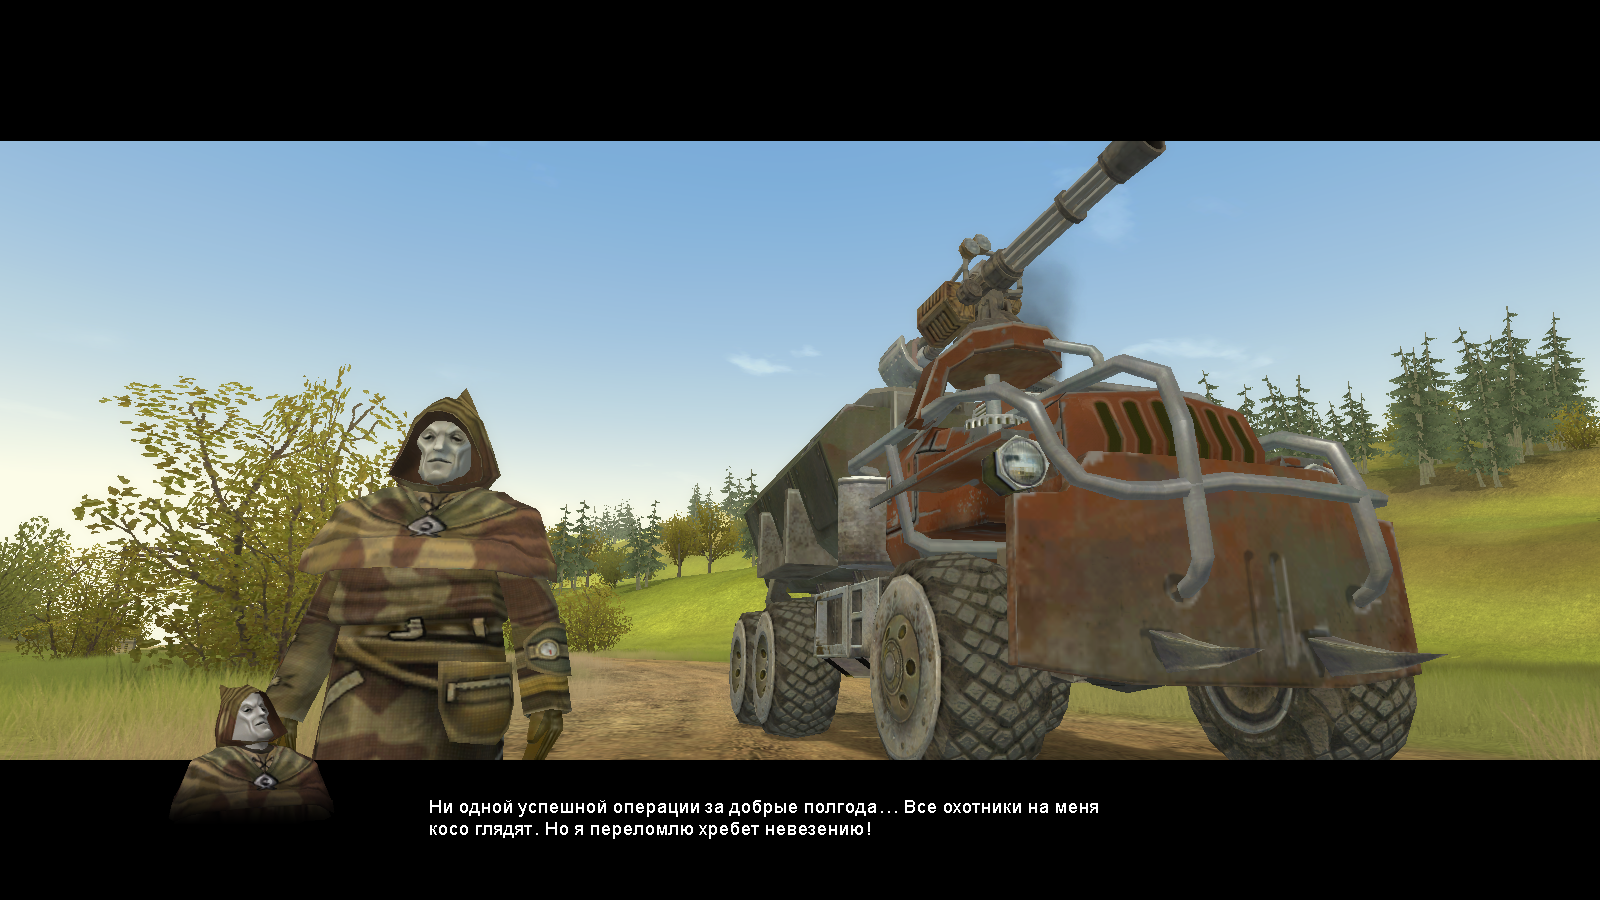 Ни одной успешной операции за добрые полгода... Все охотники на меня
косо глядят. Но я переломлю хребет невезению!